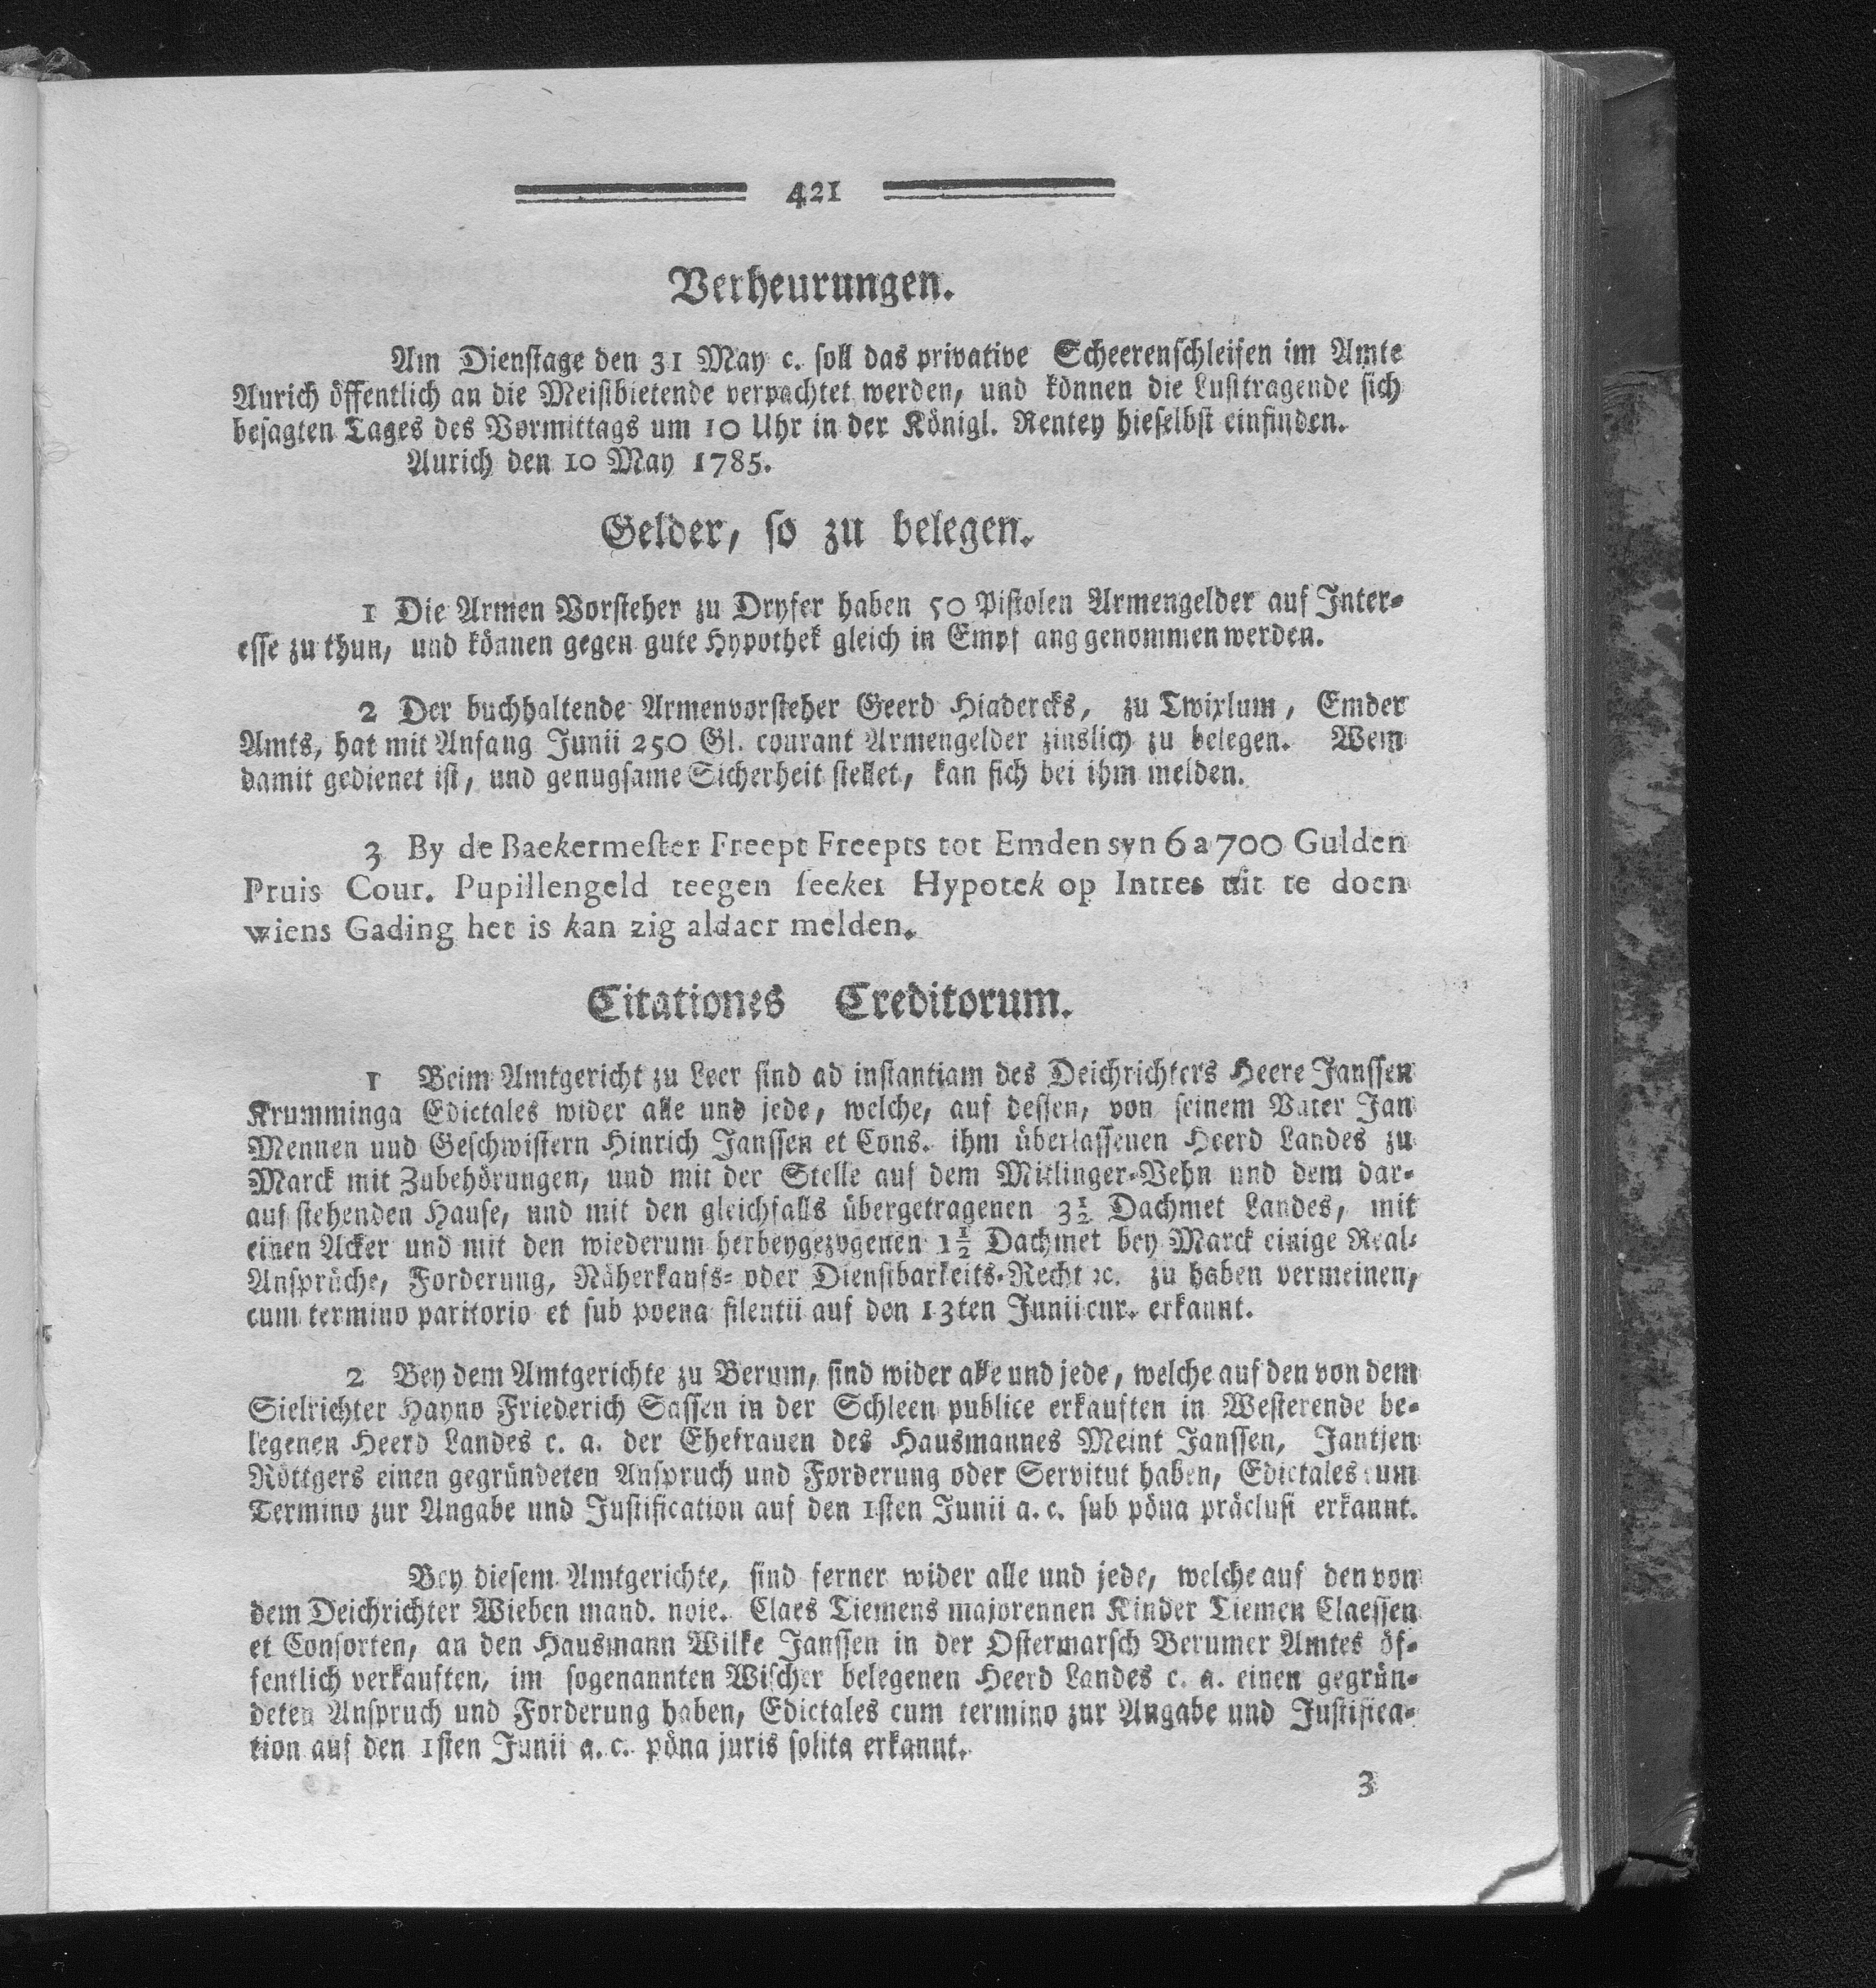 421
Verheurungen.
Am Dienstage den 31 May c. soll das privative Scheerenschleifen im Amte
Aurich öffentlich an die Meistbietende verpachtet werden, und können die Lusttragende sich
besagten Tages des Vormittags um 10 Uhr in der Königl. Rentey hieselbst einfinden.
Aurich den 10 May 1785.
Gelder, so zu belegen.
1 Die Armen Vorsteher zu Dryfer haben 50 Pistolen Armengelder auf Inter-
esse zu thun, und können gegen gute Hypothek gleich in Empf ang genommen werden.
2 Der buchhaltende Armenvorsteher Geerd Hiadercks, zu Twixlum, Emder
Amts, hat mit Anfang Junii 250 Gl. courant Armengelder zinslich zu belegen. Wem
damit gedienet ist, und genugsame Sicherheit stellet, kan sich bei ihm melden.
3 By de Baekermester Freept Freepts tot Emden syn 6 a 700 Gulden
Pruis Cour. Pupillengeld teegen seeker Hypotek op Intres uit te doen
wiens Gading het is kan zig aldaer melden.
Citationes Creditorum.
1 Beim Amtgericht zu Leer sind ad instantiam des Deichrichters Heere Janssen
Krumminga Edictales wider alle und jede, welche, auf dessen, von seinem Vater Jan
Mennen und Geschwistern Hinrich Janssen et Cons. ihm überlassenen Heerd Landes zu
Marck mit Zubehörungen, und mit der Stelle auf dem Mitlinger-Vehn und dem dar-
auf stehenden Hause, und mit den gleichfalls übergetragenen 3½ Dachmet Landes, mit
einen Acker und mit den wiederum herbeygezogenen 1½ Dachmet bey Marck einige Real-
Ansprüche, Forderung, Näherkaufs- oder Dienstbarkeits-Recht ꝛc. zu haben vermeinen,
cum termino paritorio et sub poena silentii auf den 13ten Junii cur. erkannt.
2 Bey dem Amtgerichte zu Berum, sind wider alle und jede, welche auf den von dem
Sielrichter Hayno Friederich Sassen in der Schleen publice erkauften in Westerende be-
legenen Heerd Landes c. a. der Ehefrauen des Hausmannes Meint Janssen, Jantjen
Röttgers einen gegründeten Anspruch und Forderung oder Servitut haben, Edictales cum
Termino zur Angabe und Justification auf den 1sten Junii a. c. sub pöna präclusi erkannt.
Bey diesem Amtgerichte, sind ferner wider alle und jede, welche auf den von
dem Deichrichter Wieben mand. noie. Claes Tiemens majorennen Kinder Tiemen Claessen
et Consorten, an den Hausmann Wilke Janssen in der Ostermarsch Berumer Amtes öf-
fentlich verkauften, im sogenannten Wischer belegenen Heerd Landes c. a. einen gegrün-
deten Anspruch und Forderung haben, Edictales cum termino zur Angabe und Justifica-
tion auf den 1sten Junii a. c. pöna juris solita erkannt.
3